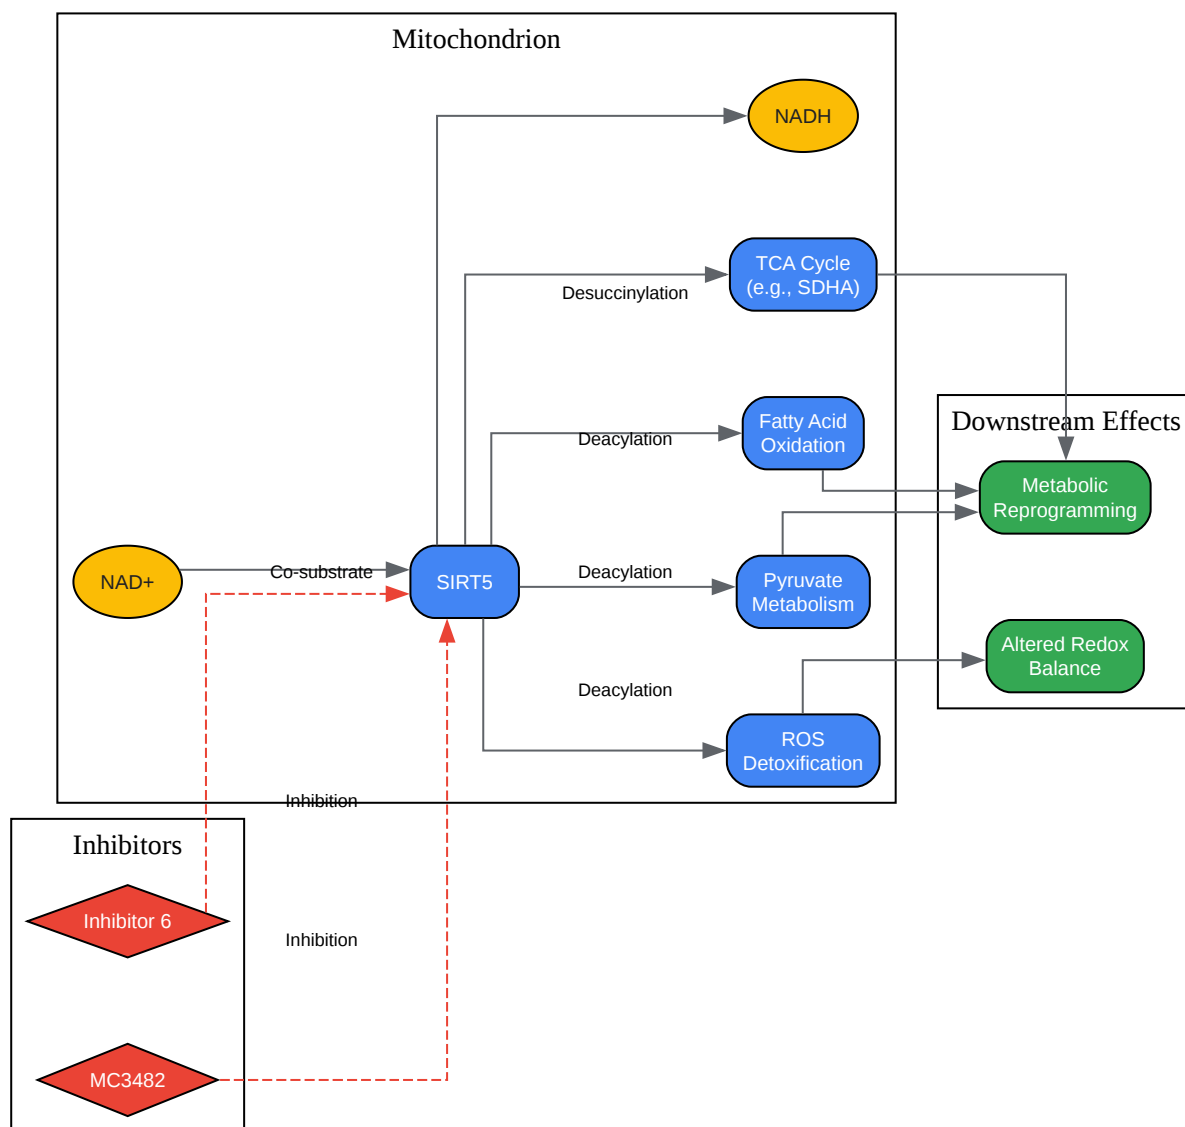 Mitochondrion
NADH
TCA Cycle
(e.g., SDHA)
Desuccinylation
Fatty Acid
Oxidation
Deacylation
Downstream Effects
Metabolic
Reprogramming
NAD+
Co-substrate
SIRT5
Deacylation
Pyruvate
Metabolism
Altered Redox
Balance
Deacylation
ROS
Detoxification
Inhibition
Inhibitors
Inhibitor 6
Inhibition
MC3482